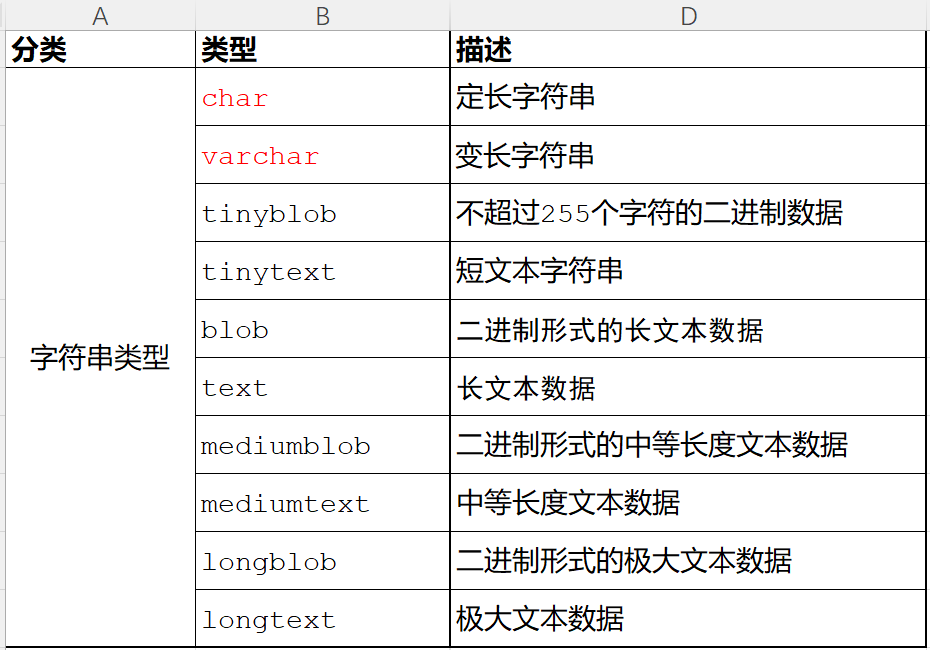 A B D
分类 类型 描述
char 定长字符串
varchar 变长字符串
tinyblob 不超过255个字符的二进制数据
tinytext 短文本字符串
blob 二进制形式的长文本数据
字符串类型
text 长文本数据
mediumblob 二进制形式的中等长度文本数据
mediumtext 中等长度文本数据
longblob 二进制形式的极大文本数据
longtext 极大文本数据